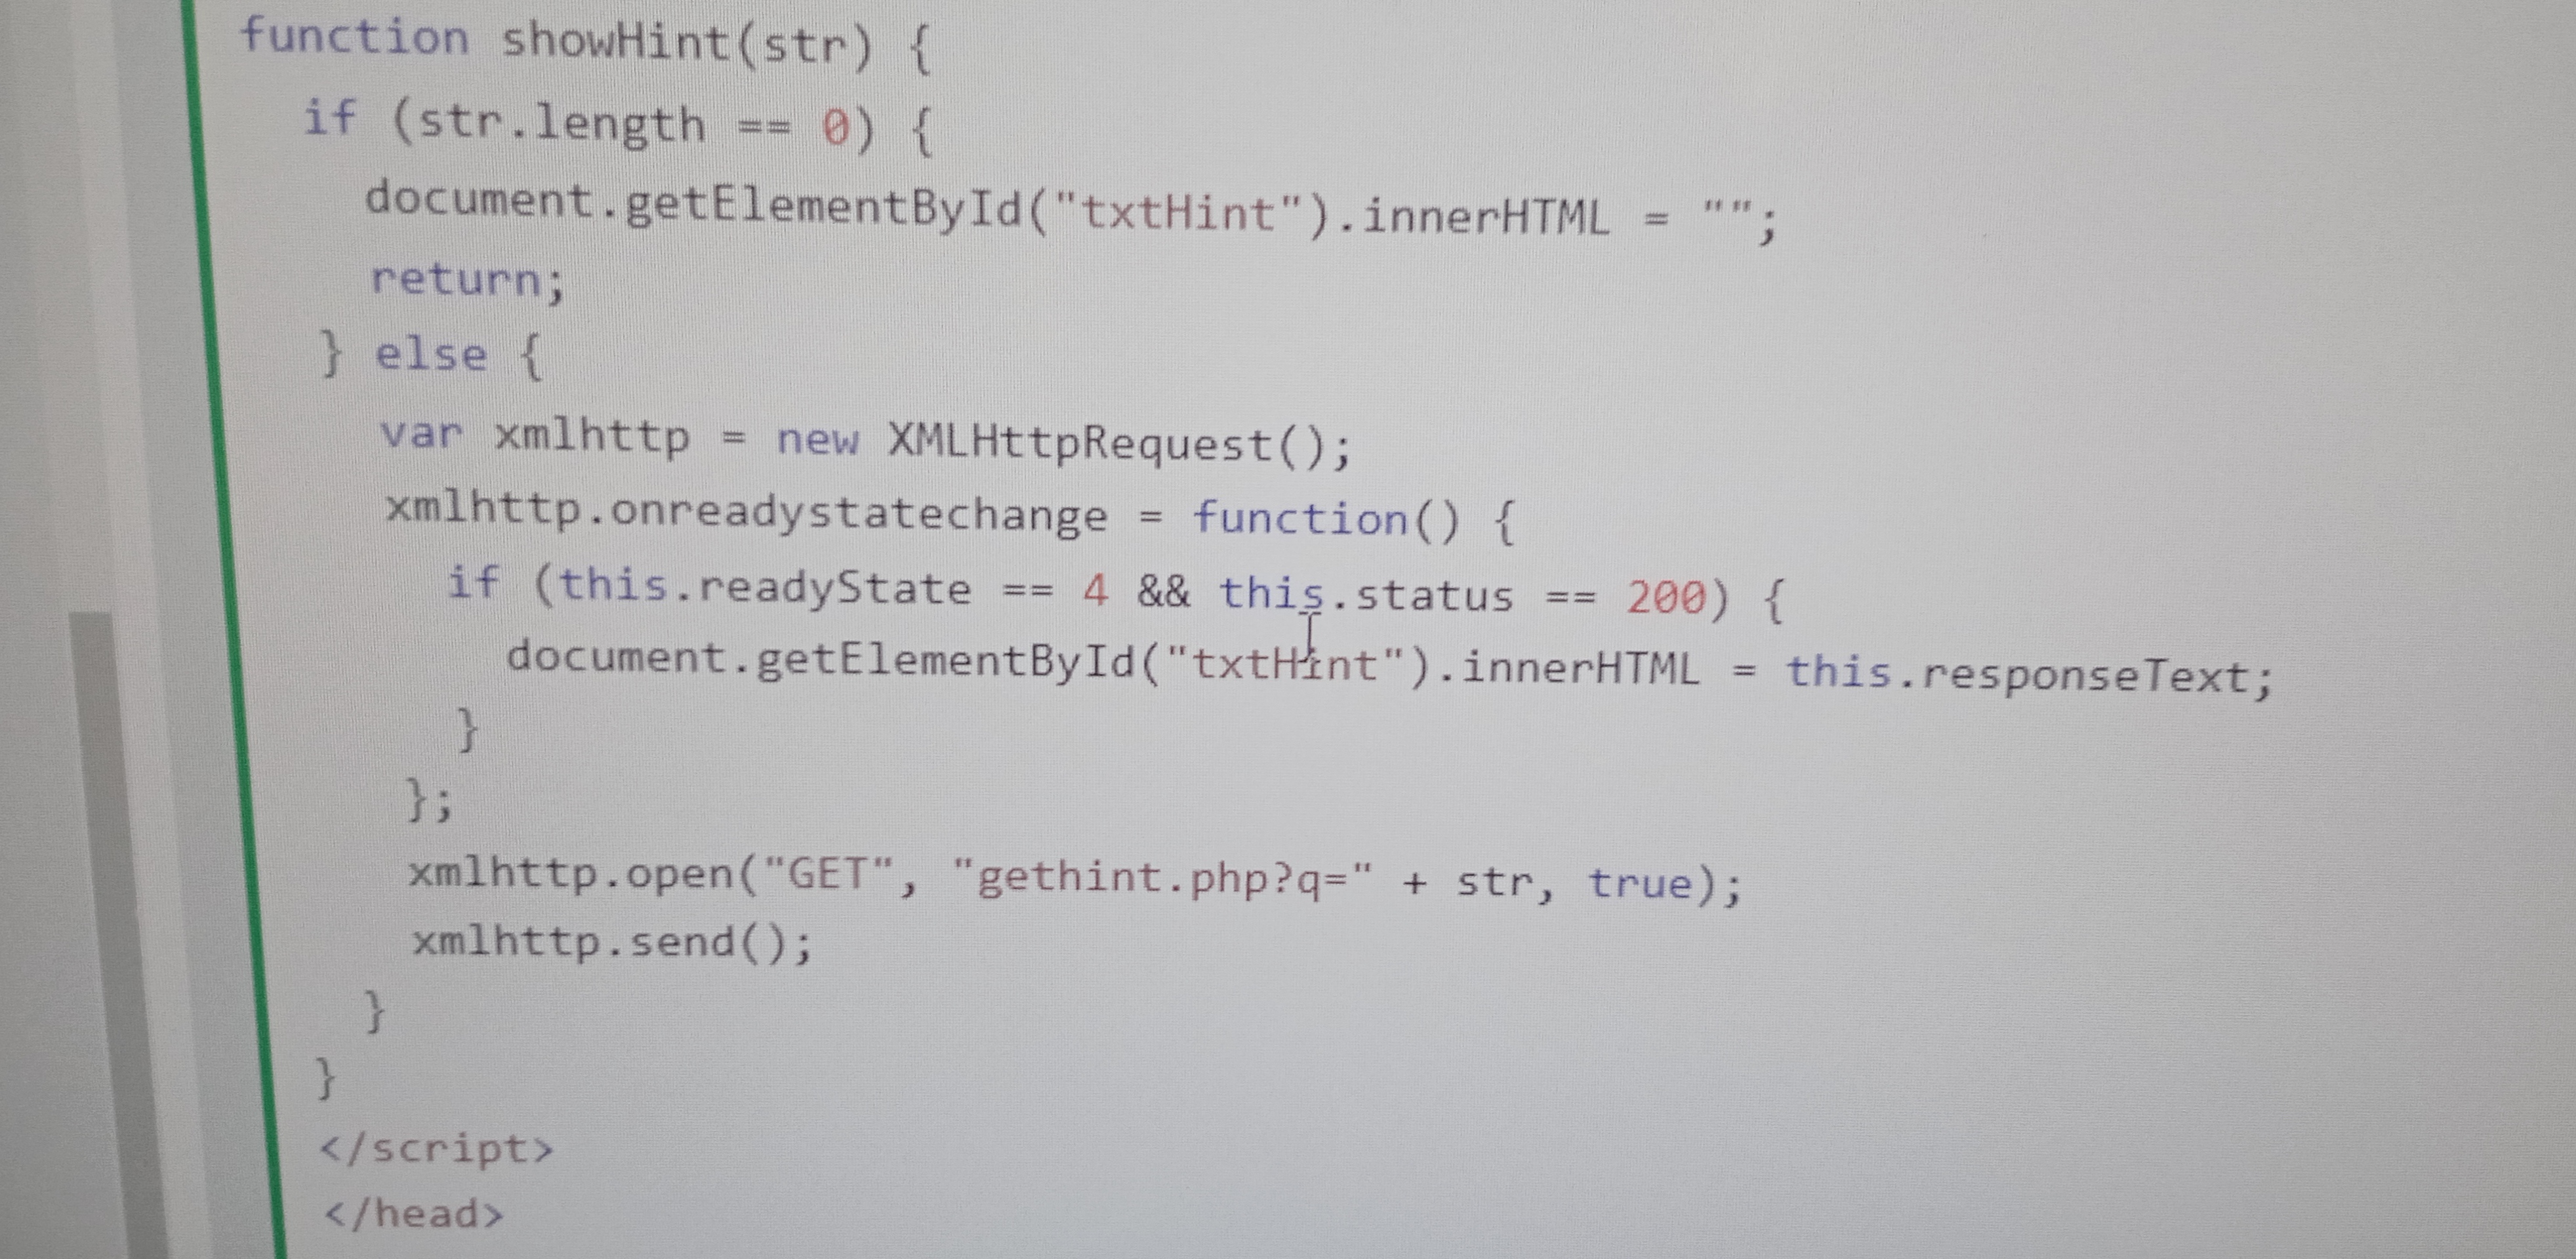 function showHint(str) {
if (str.length == 0) {
document.getElementById("txtHint").innerHTML = "";
return;
} else {
var xmlhttp = new XMLHttpRequest();
xmlhttp.onreadystatechange = function() {
if (this.readyState == 4 && this.status == 200) {
document.getElementById("txtHint").innerHTML = this.responseText;
}
};
xmlhttp.open("GET", "gethint.php?q=" + str, true);
xmlhttp.send();
}
}
</script>
</head>